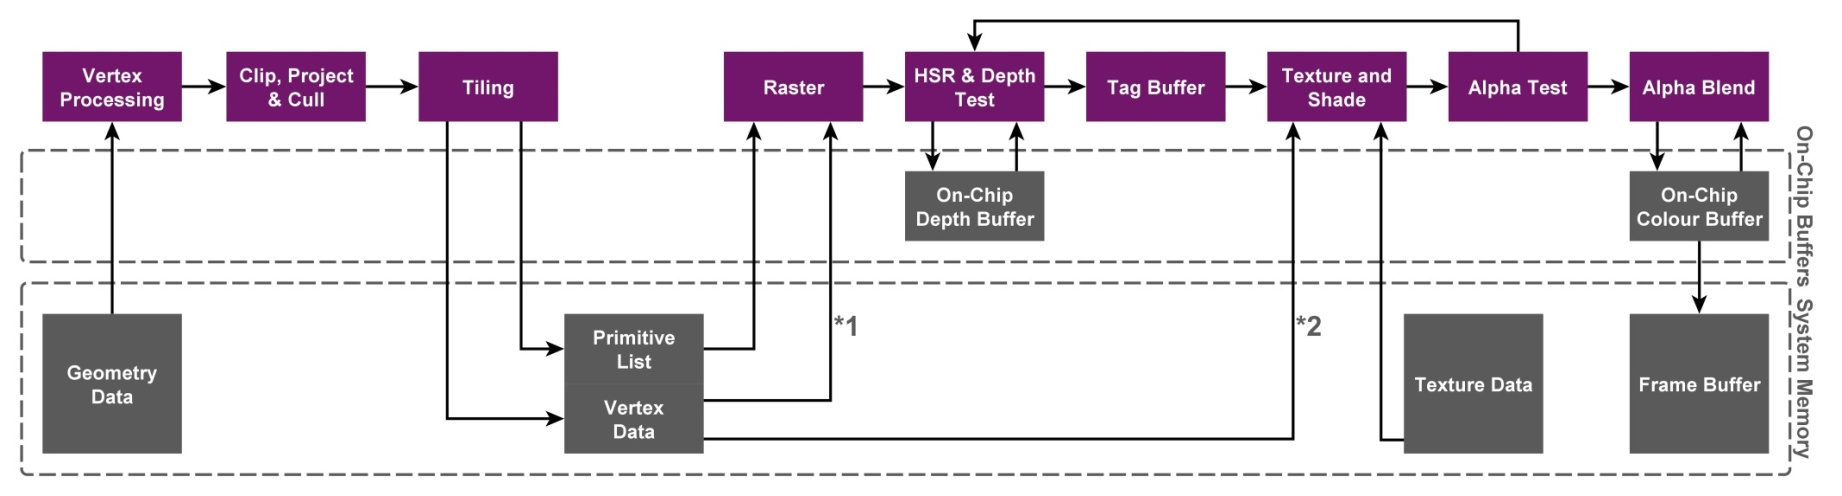 Vertex
Processing
Clip, Project
& Cull
Tiling
Raster
HSR & Depth
Test
Tag Buffer
Texture and
Shade
Alpha Test
Alpha Blend
On-Chip
Depth Buffer
On-Chip
Colour Buffer
On-Chip Buffers
Geometry
Data
Primitive
List
Vertex
Data
*1
*2
Texture Data
Frame Buffer
System Memory